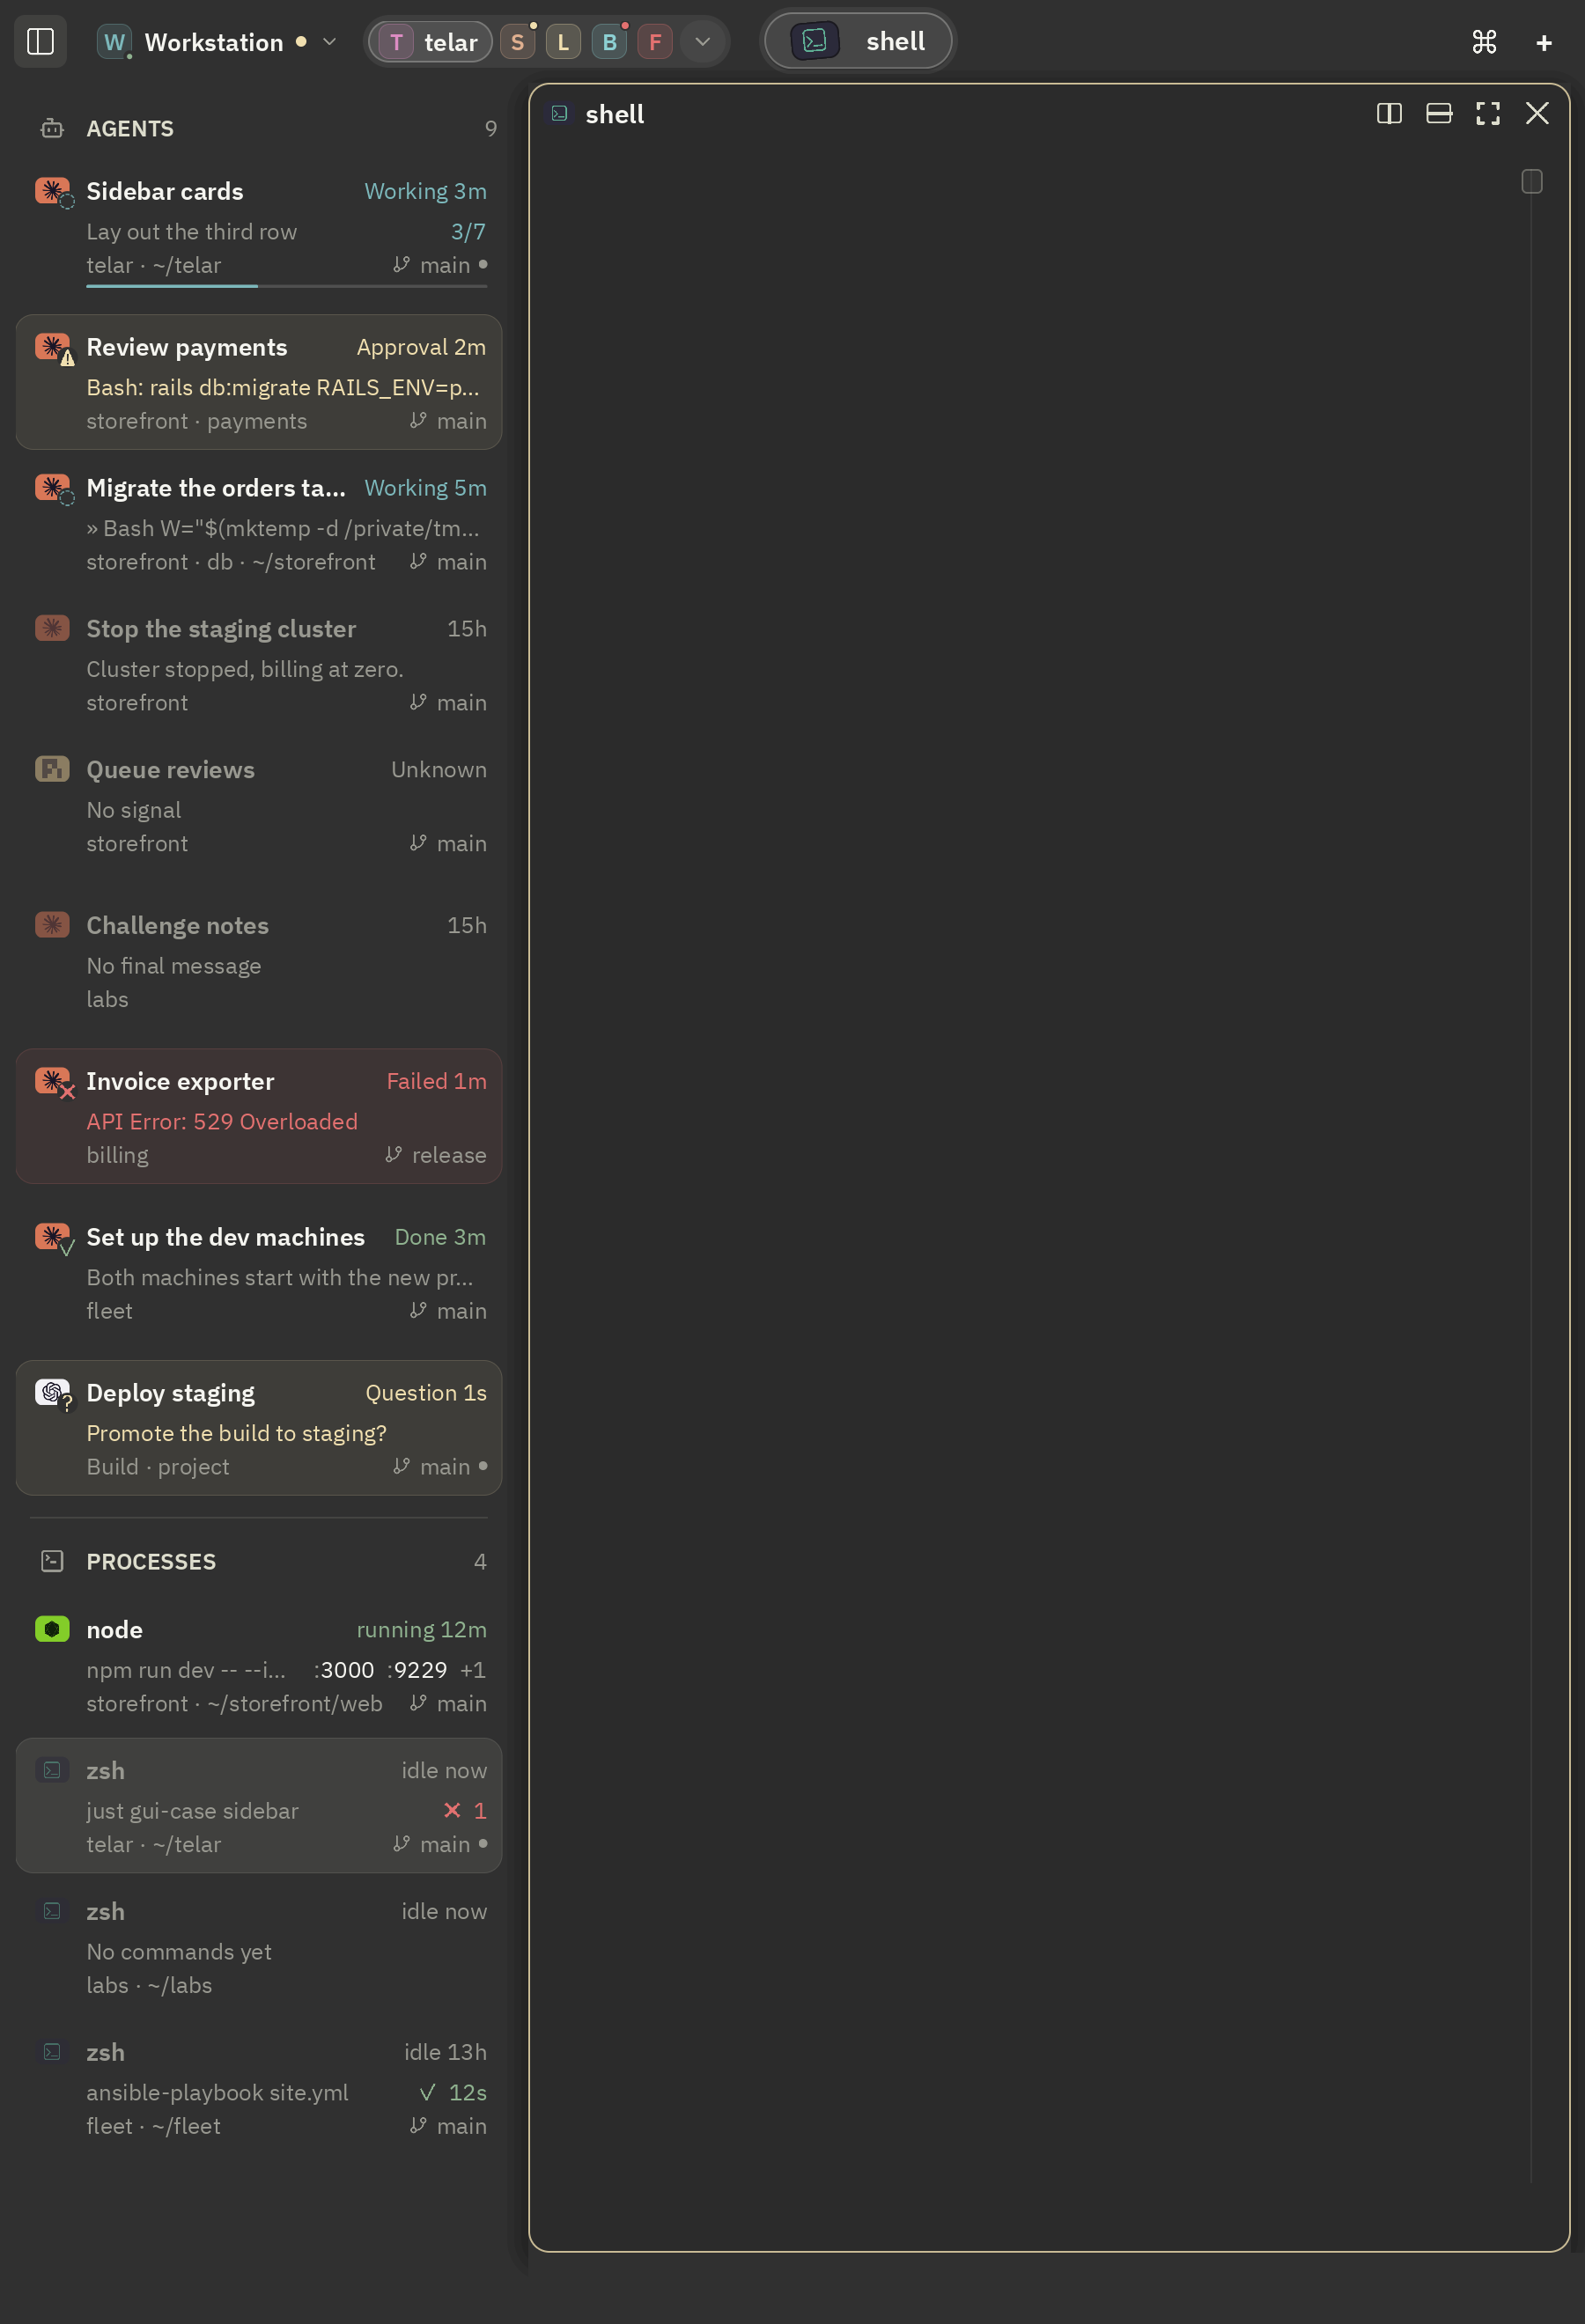 W Workstation T telar S L B F shell
AGENTS 9
Sidebar cards Working 3m
Lay out the third row 3/7
telar · ~/telar main
Review payments Approval 2m
Bash: rails db:migrate RAILS_ENV=p...
storefront · payments main
Migrate the orders ta... Working 5m
» Bash W="$(mktemp -d /private/tm...
storefront · db · ~/storefront main
Stop the staging cluster 15h
Cluster stopped, billing at zero.
storefront main
Queue reviews Unknown
No signal
storefront main
Challenge notes 15h
No final message
labs
Invoice exporter Failed 1m
API Error: 529 Overloaded
billing release
Set up the dev machines Done 3m
Both machines start with the new pr...
fleet main
Deploy staging Question 1s
Promote the build to staging?
Build · project main
PROCESSES 4
node running 12m
npm run dev -- --i... :3000 :9229 +1
storefront · ~/storefront/web main
zsh idle now
just gui-case sidebar ✕ 1
telar · ~/telar main
zsh idle now
No commands yet
labs · ~/labs
zsh idle 13h
ansible-playbook site.yml ✓ 12s
fleet · ~/fleet main
shell